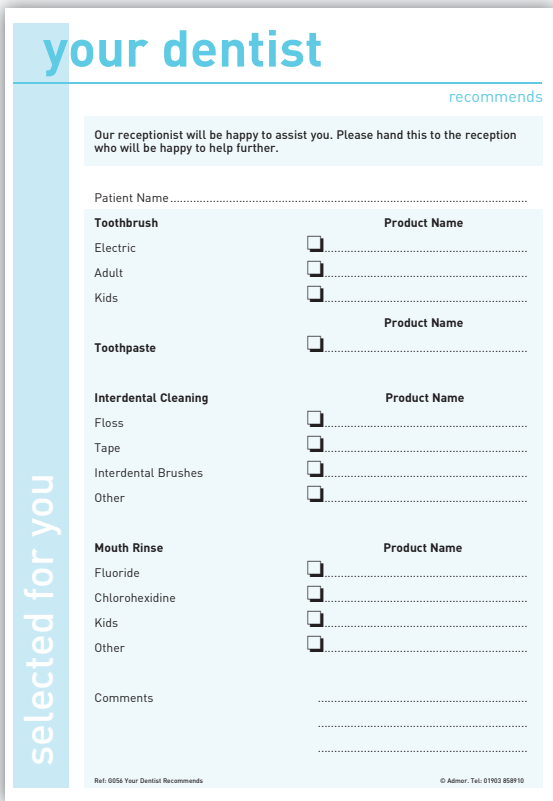 your dentist
recommends
Our receptionist will be happy to assist you. Please hand this to the reception
who will be happy to help further.
Patient Name
Toothbrush Product Name
Electric
Adult
Kids
Product Name
Toothpaste
Interdental Cleaning Product Name
Floss
Tape
Interdental Brushes
Other
Mouth Rinse Product Name
Fluoride
Chlorohexidine
Kids
Other
Comments
Ref: G056 Your Dentist Recommends © Admor. Tel: 01903 858910
selected for you